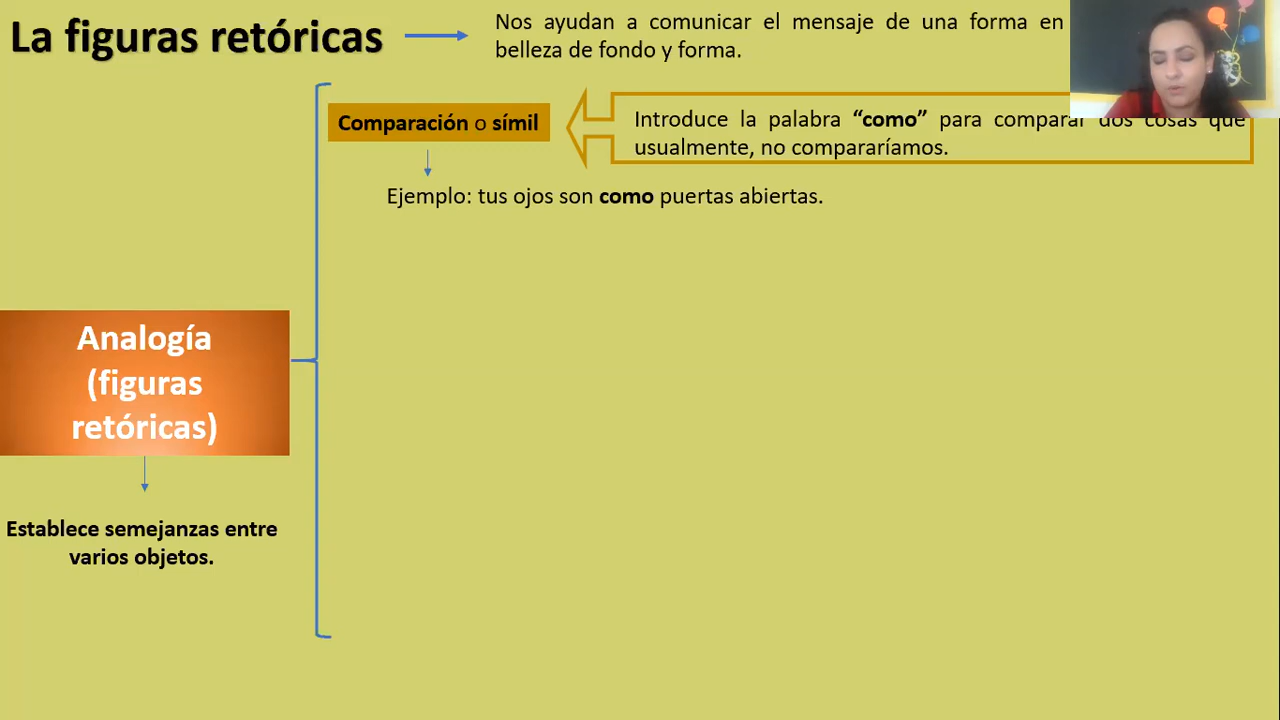 La figuras retóricas
Nos ayudan a comunicar el mensaje de una forma en
belleza de fondo y forma.
Comparación o símil
Introduce la palabra “como” para comparar dos cosas que
usualmente, no compararíamos.
Ejemplo: tus ojos son como puertas abiertas.
Analogía
(figuras
retóricas)
Establece semejanzas entre
varios objetos.